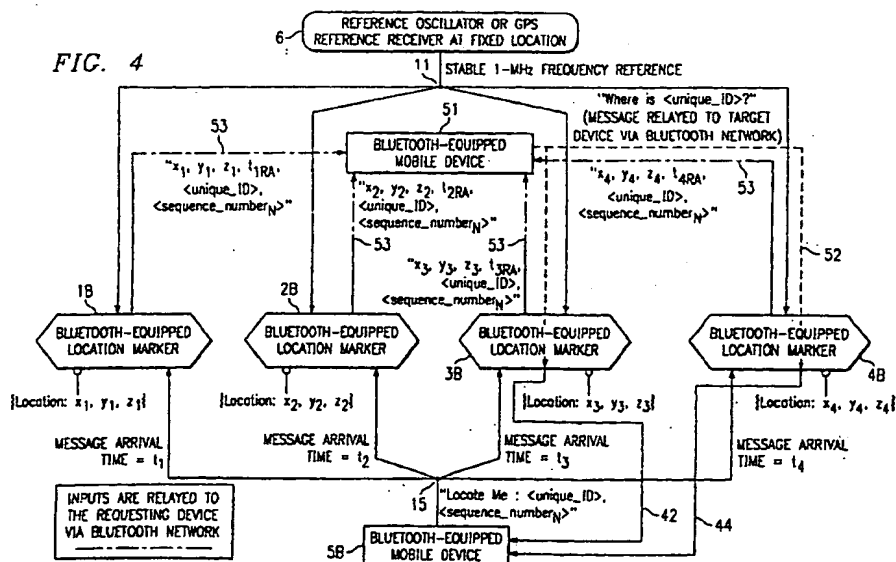 REFERENCE OSCILLATOR OR GPS
REFERENCE RECEIVER AT FIXED LOCATION
6
FIG. 4
11
STABLE 1-MHz FREQUENCY REFERENCE
"Where is <unique_ID>?"
(MESSAGE RELAYED TO TARGET
DEVICE VIA BLUETOOTH NETWORK)
51
BLUETOOTH-EQUIPPED
MOBILE DEVICE
53
"x1, y1, z1, t1RA,
<unique_ID>,
<sequence_numberN>"
"x2, y2, z2, t2RA,
<unique_ID>,
<sequence_numberN>"
53
"x3, y3, z3, t3RA,
<unique_ID>,
<sequence_numberN>"
53
"x4, y4, z4, t4RA,
<unique_ID>,
<sequence_numberN>"
53
52
1B
BLUETOOTH-EQUIPPED
LOCATION MARKER
2B
BLUETOOTH-EQUIPPED
LOCATION MARKER
BLUETOOTH-EQUIPPED
LOCATION MARKER
3B
BLUETOOTH-EQUIPPED
LOCATION MARKER
4B
{Location: x1, y1, z1}
{Location: x2, y2, z2}
{Location: x3, y3, z3}
{Location: x4, y4, z4}
MESSAGE ARRIVAL
TIME = t1
MESSAGE ARRIVAL
TIME = t2
MESSAGE ARRIVAL
TIME = t3
MESSAGE ARRIVAL
TIME = t4
INPUTS ARE RELAYED TO
THE REQUESTING DEVICE
VIA BLUETOOTH NETWORK
15
"Locate Me : <unique_ID>,
<sequence_numberN>"
42
44
5B
BLUETOOTH-EQUIPPED
MOBILE DEVICE